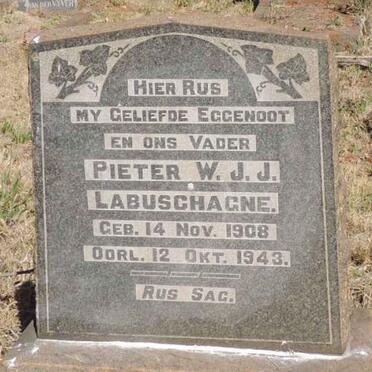 HIER RUS
MY GELIEFDE EGGENOOT
EN ONS VADER
PIETER W. J. J.
LABUSCHAGNE.
GEB. 14 NOV. 1908
OORL. 12 OKT. 1943.
RUS SAG.